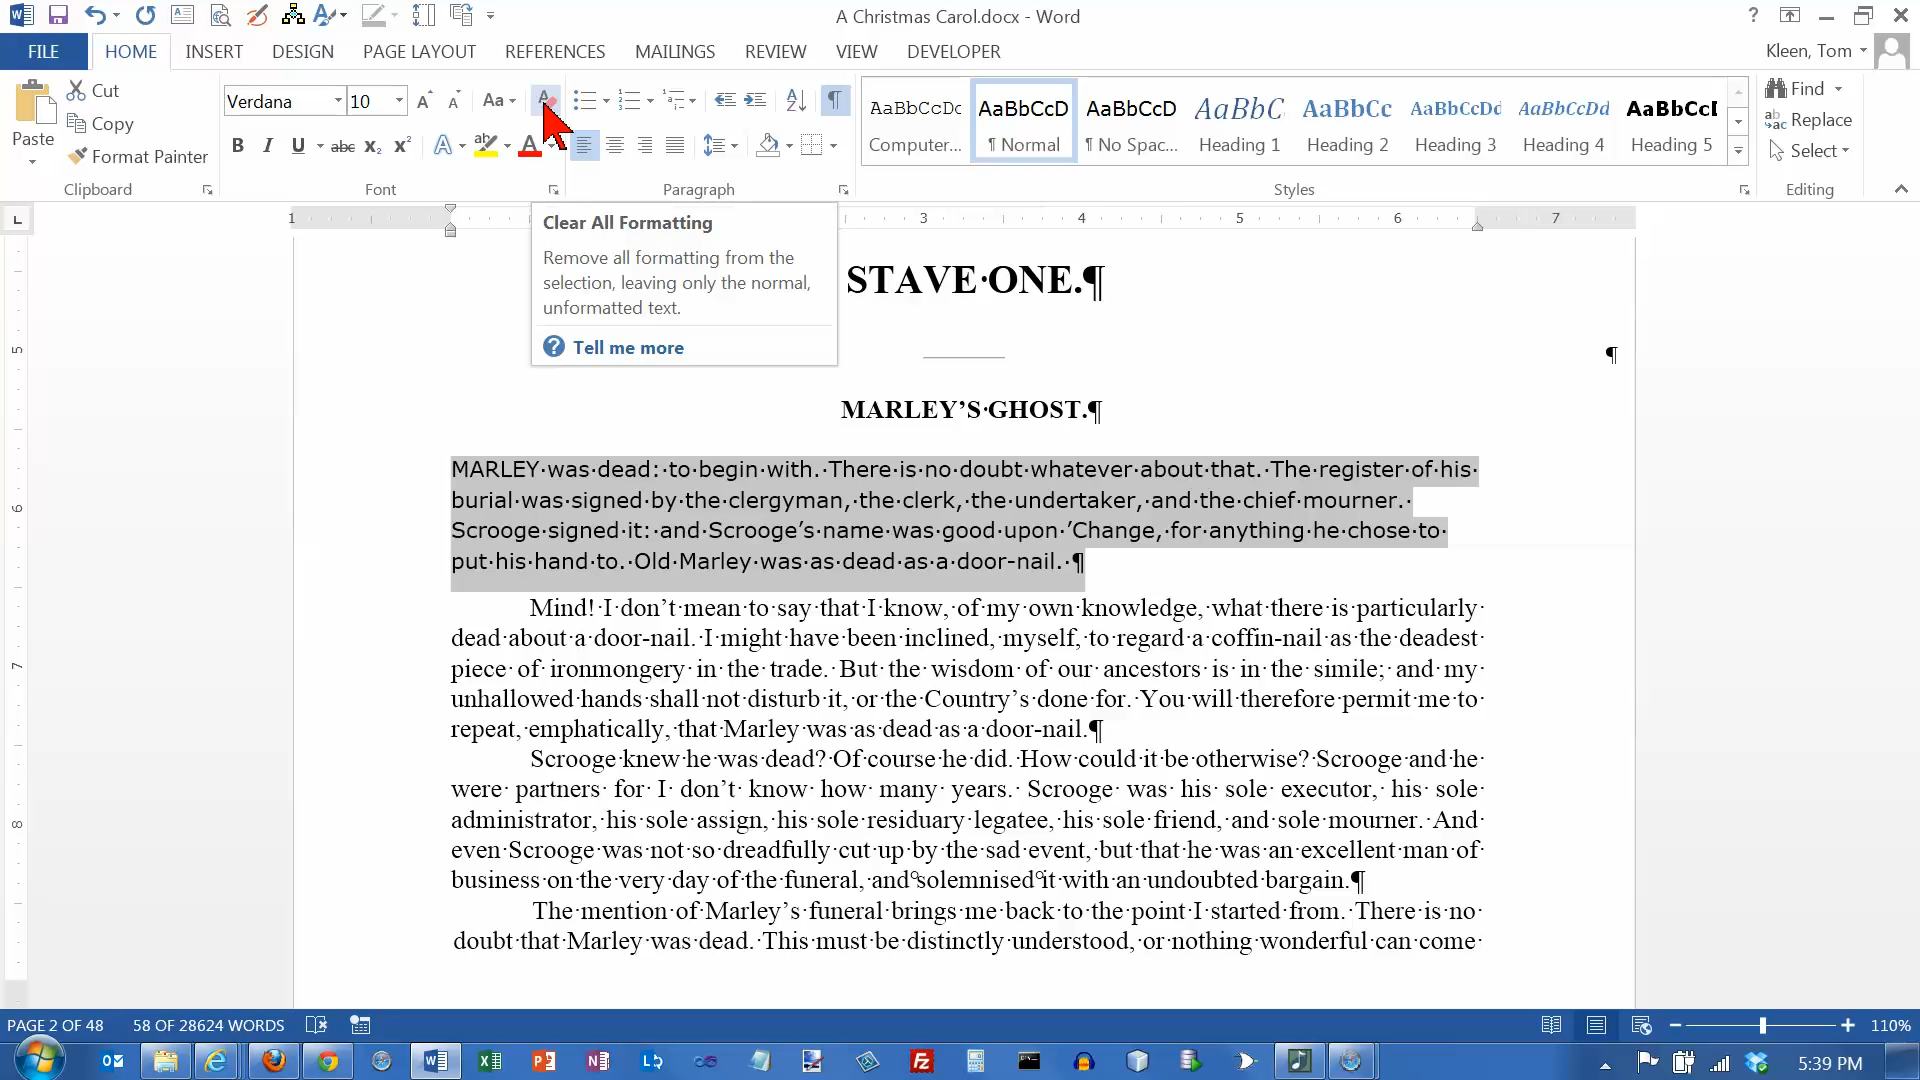 A Christmas Carol.docx - Word
?
FILE
HOME
INSERT
DESIGN
PAGE LAYOUT
REFERENCES
MAILINGS
REVIEW
VIEW
DEVELOPER
Kleen, Tom
Paste
Cut
Copy
Format Painter
Clipboard
Verdana
10
Aa
B I U abc x₂ x²
Font
Paragraph
AaBbCcDc
Computer...
AaBbCcD
¶ Normal
AaBbCcD
¶ No Spac...
AaBbC
Heading 1
AaBbCc
Heading 2
AaBbCcDd
Heading 3
AaBbCcDd
Heading 4
AaBbCcI
Heading 5
Styles
Find
Replace
Select
Editing
1 3 4 5 6 7
Clear All Formatting
Remove all formatting from the
selection, leaving only the normal,
unformatted text.
Tell me more
STAVE·ONE.¶
¶
MARLEY’S·GHOST.¶
MARLEY·was·dead:·to·begin·with.·There·is·no·doubt·whatever·about·that.·The·register·of·his·
burial·was·signed·by·the·clergyman,·the·clerk,·the·undertaker,·and·the·chief·mourner.·
Scrooge·signed·it:·and·Scrooge’s·name·was·good·upon·’Change,·for·anything·he·chose·to·
put·his·hand·to.·Old·Marley·was·as·dead·as·a·door-nail.·¶
Mind!·I·don’t·mean·to·say·that·I·know,·of·my·own·knowledge,·what·there·is·particularly·
dead·about·a·door-nail.·I·might·have·been·inclined,·myself,·to·regard·a·coffin-nail·as·the·deadest·
piece·of·ironmongery·in·the·trade.·But·the·wisdom·of·our·ancestors·is·in·the·simile;·and·my·
unhallowed·hands·shall·not·disturb·it,·or·the·Country’s·done·for.·You·will·therefore·permit·me·to·
repeat,·emphatically,·that·Marley·was·as·dead·as·a·door-nail.¶
Scrooge·knew·he·was·dead?·Of·course·he·did.·How·could·it·be·otherwise?·Scrooge·and·he·
were·partners·for·I·don’t·know·how·many·years.·Scrooge·was·his·sole·executor,·his·sole·
administrator,·his·sole·assign,·his·sole·residuary·legatee,·his·sole·friend,·and·sole·mourner.·And·
even·Scrooge·was·not·so·dreadfully·cut·up·by·the·sad·event,·but·that·he·was·an·excellent·man·of·
business·on·the·very·day·of·the·funeral,·and°solemnised°it·with·an·undoubted·bargain.¶
The·mention·of·Marley’s·funeral·brings·me·back·to·the·point·I·started·from.·There·is·no·
doubt·that·Marley·was·dead.·This·must·be·distinctly·understood,·or·nothing·wonderful·can·come·
5
6
7
8
PAGE 2 OF 48
58 OF 28624 WORDS
110%
5:39 PM